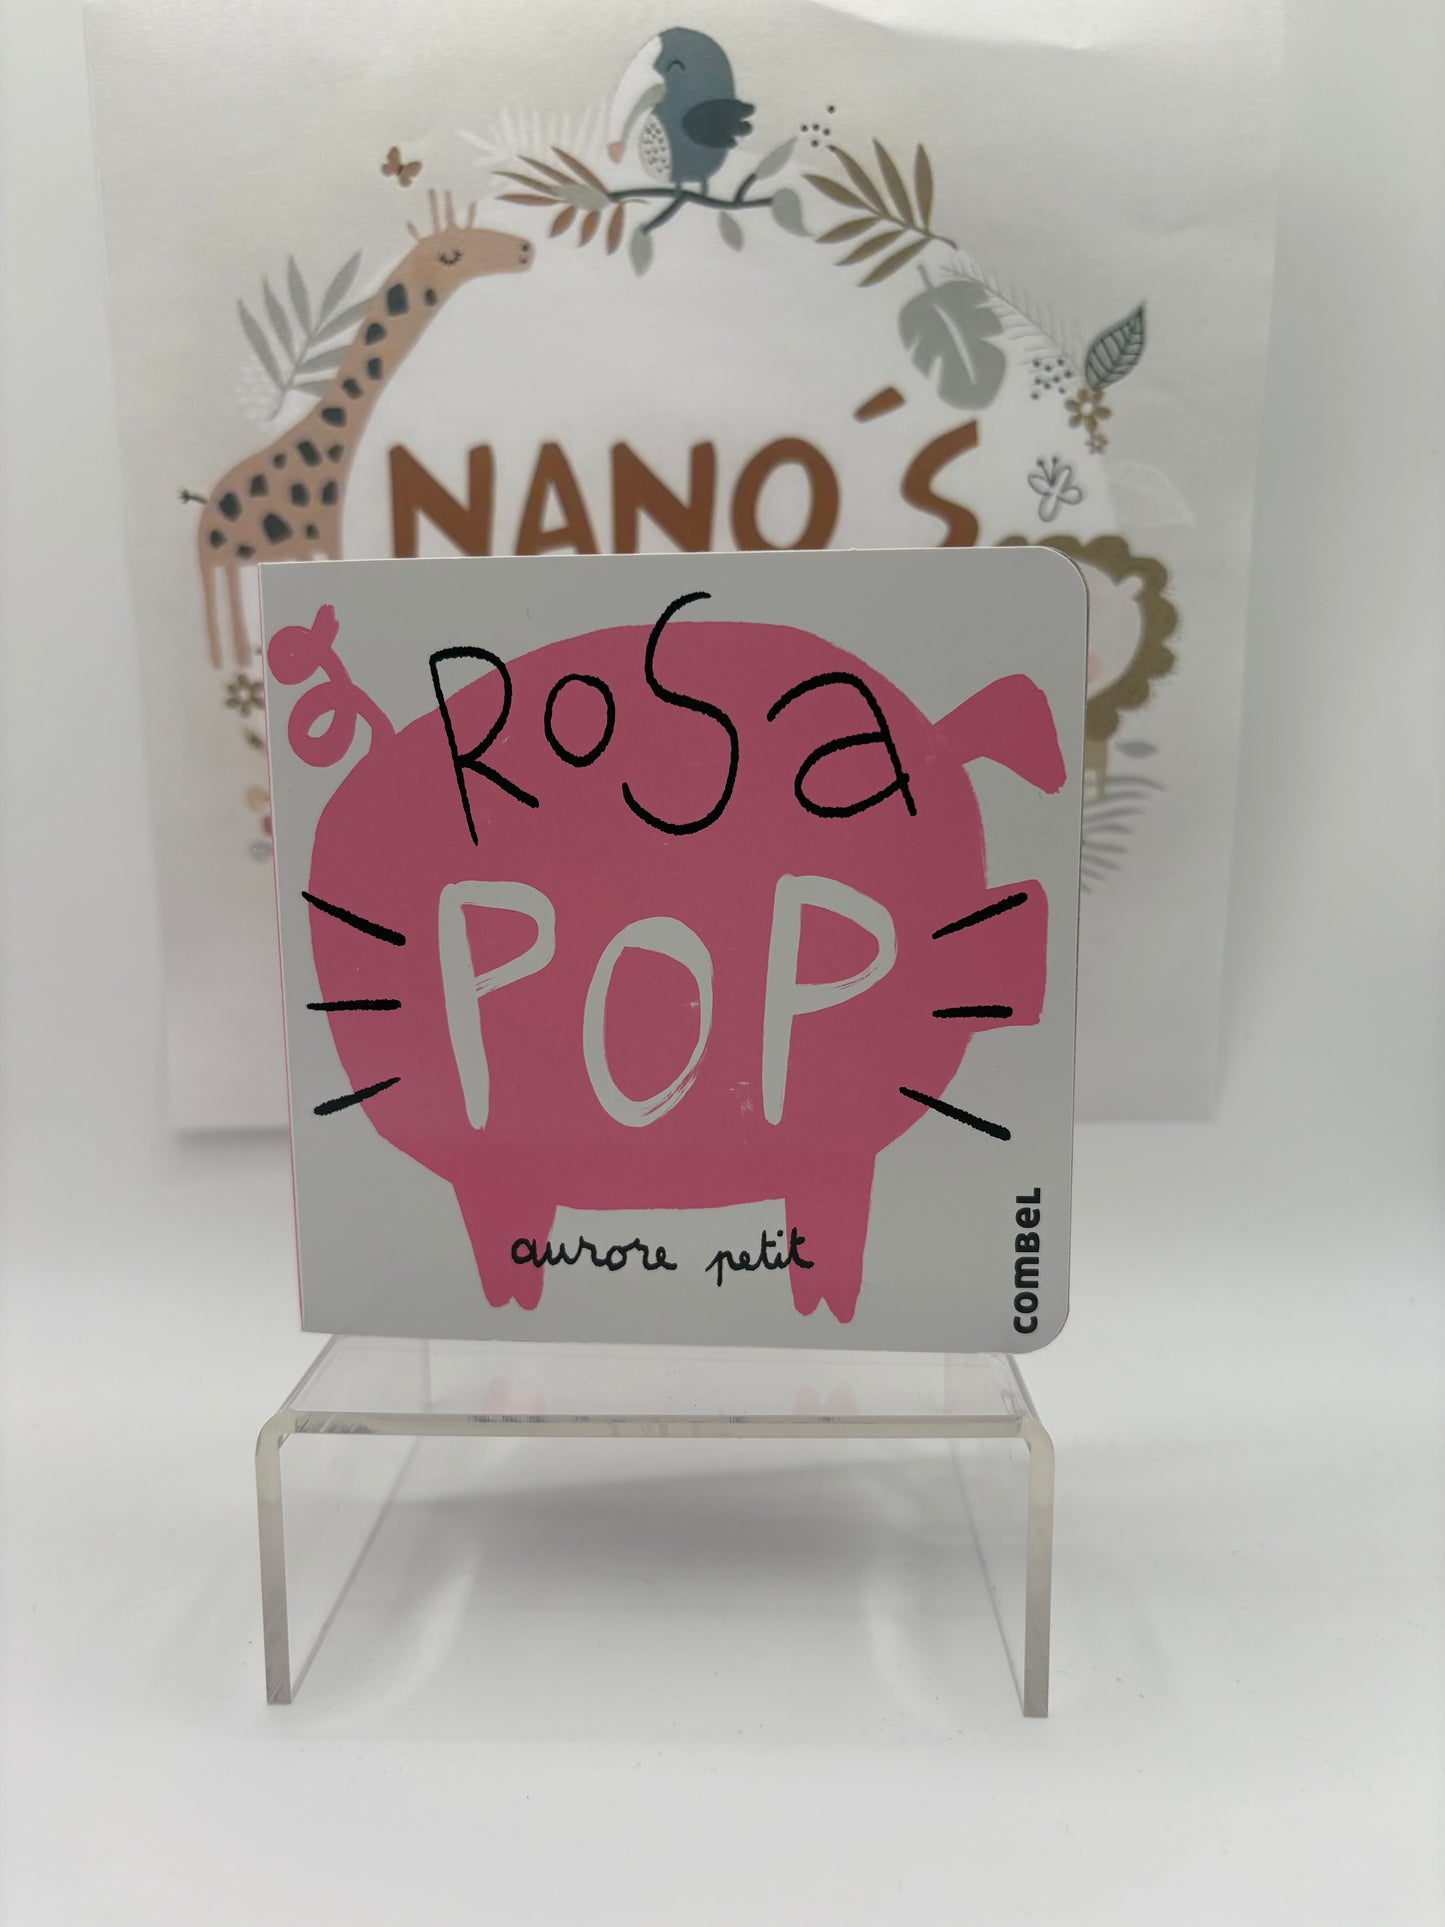 NANO´S
ROSa
POP
aurore petit
COMBEL